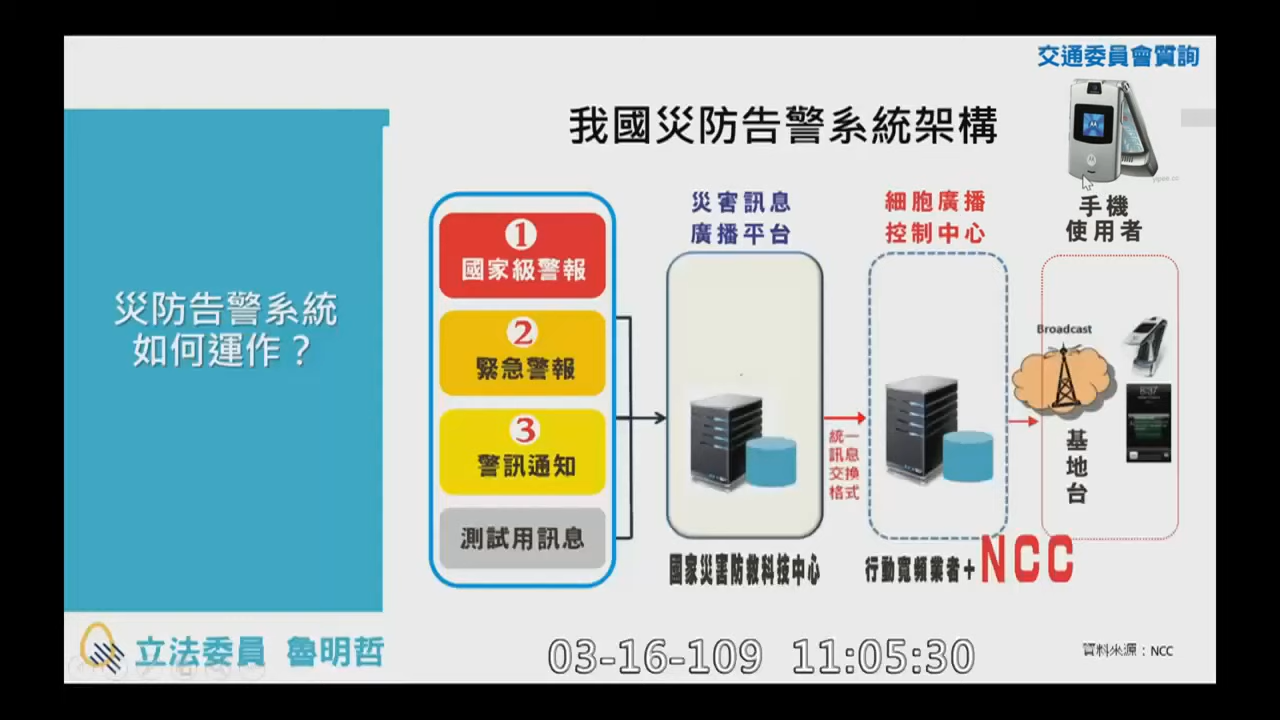 交通委員會質詢
我國災防告警系統架構
災防告警系統
如何運作？
1
國家級警報
2
緊急警報
3
警訊通知
測試用訊息
災害訊息
廣播平台
國家災害防救科技中心
統一
訊息
交換
格式
細胞廣播
控制中心
行動寬頻業者+NCC
手機
使用者
Broadcast
基
地
台
立法委員 魯明哲
03-16-109 11:05:30
資料來源：NCC